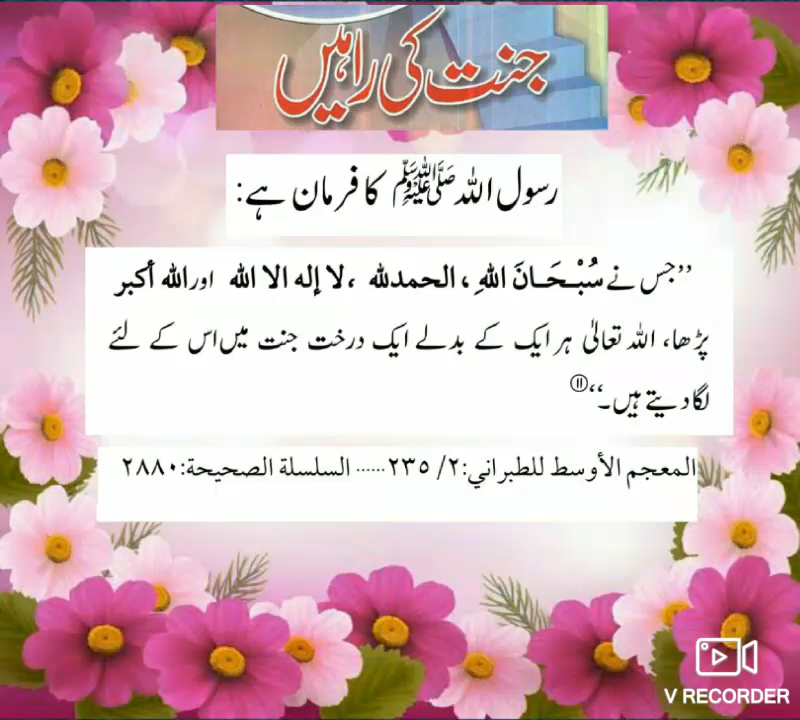 جنت کی راہیں
رسول اللہ ﷺ کا فرمان ہے:
”جس نے سُبْحَانَ اللهِ ، الحمدلله ، لا إله الا الله اور الله أكبر
پڑھا، اللہ تعالیٰ ہر ایک کے بدلے ایک درخت جنت میں اس کے لئے
لگا دیتے ہیں۔“⑪
المعجم الأوسط للطبراني:٢/ ٢٣٥ ...... السلسلة الصحيحة:٢٨٨٠
V RECORDER